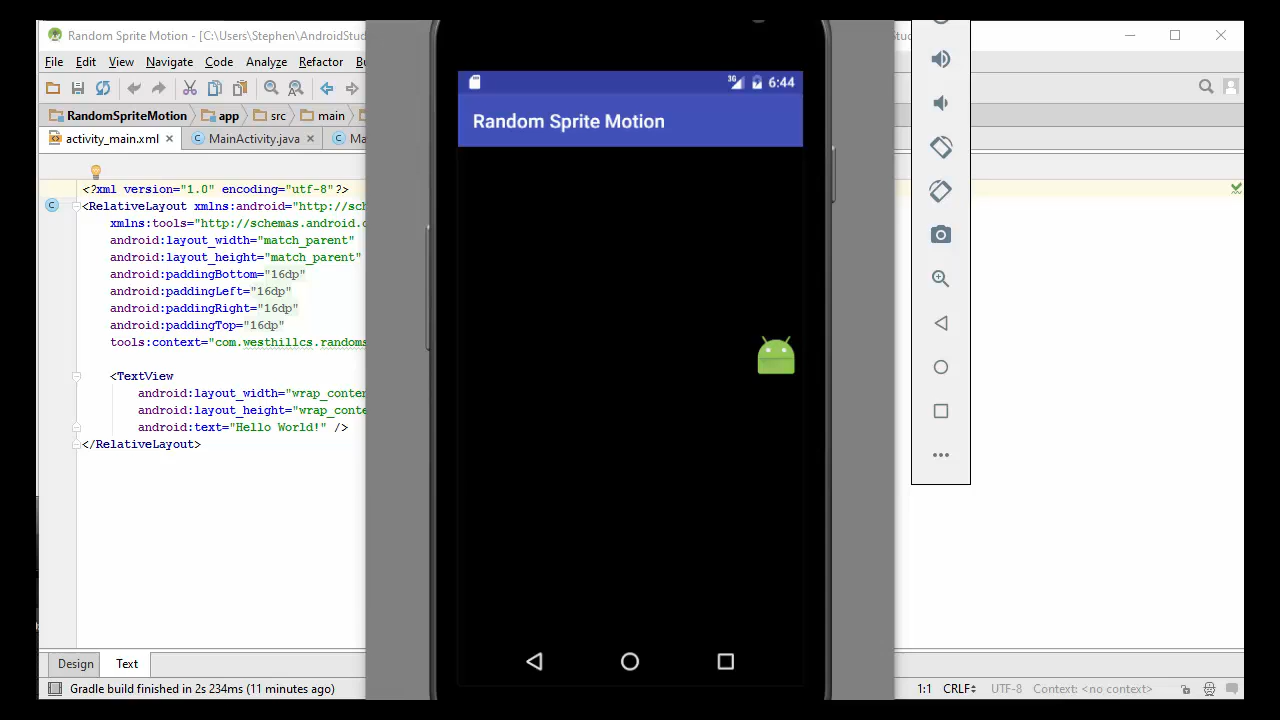 Random Sprite Motion - [C:\Users\Stephen\AndroidStud
File Edit View Navigate Code Analyze Refactor Bu
RandomSpriteMotion app src main
activity_main.xml MainActivity.java Ma
<?xml version="1.0" encoding="utf-8"?>
<RelativeLayout xmlns:android="http://sch
xmlns:tools="http://schemas.android.c
android:layout_width="match_parent"
android:layout_height="match_parent"
android:paddingBottom="16dp"
android:paddingLeft="16dp"
android:paddingRight="16dp"
android:paddingTop="16dp"
tools:context="com.westhillcs.randoms
<TextView
android:layout_width="wrap_conten
android:layout_height="wrap_conte
android:text="Hello World!" />
</RelativeLayout>
3G 6:44
Random Sprite Motion
Design Text
Gradle build finished in 2s 234ms (11 minutes ago)
1:1 CRLF UTF-8 Context: <no context>